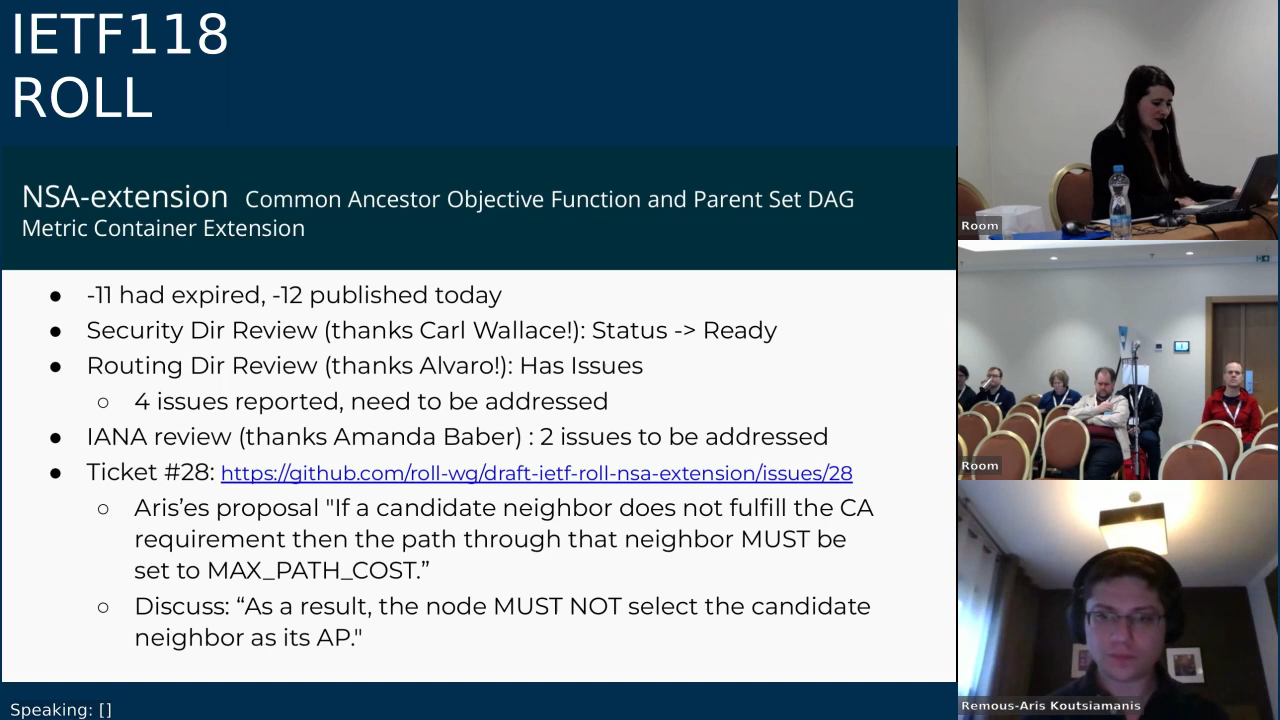 IETF118
ROLL
NSA-extension Common Ancestor Objective Function and Parent Set DAG
Metric Container Extension
● -11 had expired, -12 published today
● Security Dir Review (thanks Carl Wallace!): Status -> Ready
● Routing Dir Review (thanks Alvaro!): Has Issues
○ 4 issues reported, need to be addressed
● IANA review (thanks Amanda Baber) : 2 issues to be addressed
● Ticket #28: https://github.com/roll-wg/draft-ietf-roll-nsa-extension/issues/28
○ Aris’es proposal "If a candidate neighbor does not fulfill the CA
requirement then the path through that neighbor MUST be
set to MAX_PATH_COST.”
○ Discuss: “As a result, the node MUST NOT select the candidate
neighbor as its AP."
Speaking: []
Room
Room
Remous-Aris Koutsiamanis